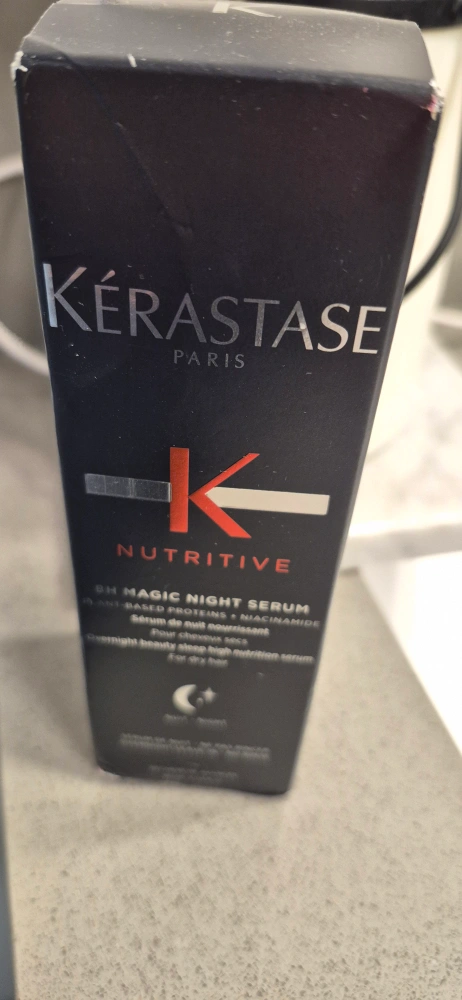 K
KÉRASTASE
PARIS
K
NUTRITIVE
8H MAGIC NIGHT SERUM
PLANT-BASED PROTEINS + NIACINAMIDE
Sérum de nuit nourrissant
Pour cheveux secs
Overnight beauty sleep high nutrition serum
For dry hair